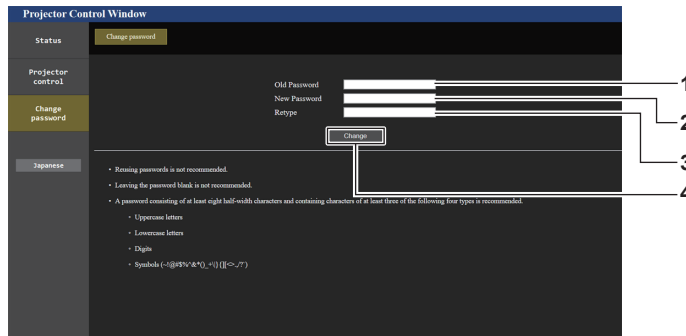 Projector Control Window
Status
Change password
Projector
control
Change
password
Japanese
Old Password
New Password
Retype
Change
• Reusing passwords is not recommended.
• Leaving the password blank is not recommended.
• A password consisting of at least eight half-width characters and containing characters of at least three of the following four types is recommended.
• Uppercase letters
• Lowercase letters
• Digits
• Symbols (~!@#$%^&*()_+\|}{][<>.,/?`)
1
2
3
4